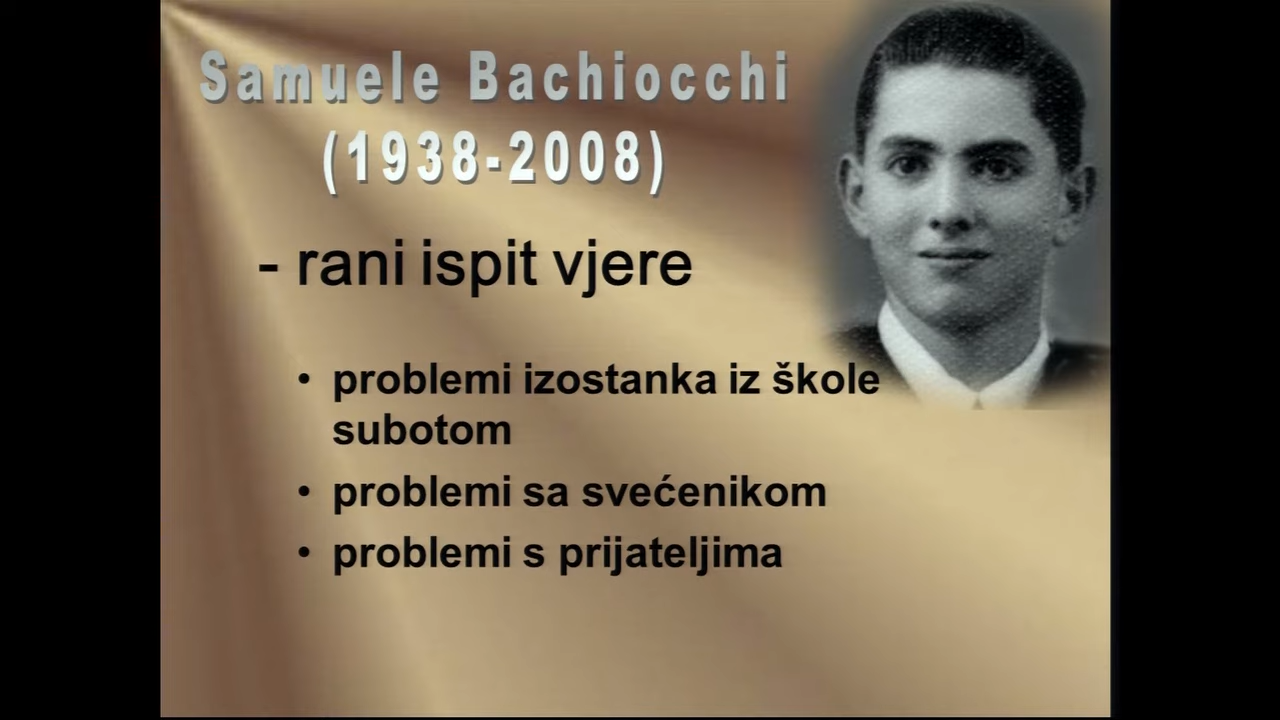 Samuele Bachiocchi
(1938-2008)
- rani ispit vjere
• problemi izostanka iz škole
subotom
• problemi sa svećenikom
• problemi s prijateljima